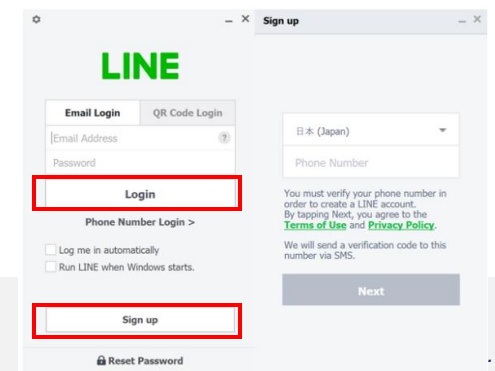 LINE
Email Login
QR Code Login
Email Address
?
Password
Login
Phone Number Login >
Log me in automatically
Run LINE when Windows starts.
Sign up
Reset Password
Sign up
日本 (Japan)
Phone Number
You must verify your phone number in
order to create a LINE account.
By tapping Next, you agree to the
Terms of Use and Privacy Policy.
We will send a verification code to this
number via SMS.
Next